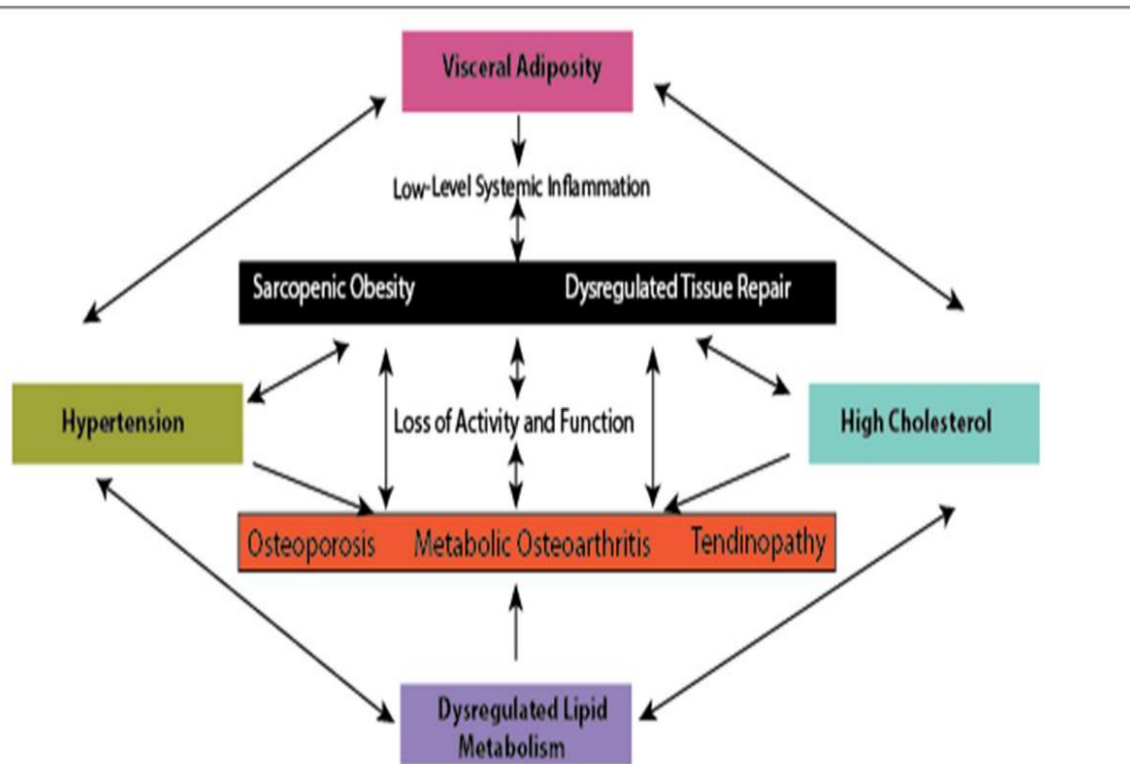 Visceral Adiposity
Low-Level Systemic Inflammation
Sarcopenic Obesity Dysregulated Tissue Repair
Hypertension Loss of Activity and Function High Cholesterol
Osteoporosis Metabolic Osteoarthritis Tendinopathy
Dysregulated Lipid
Metabolism